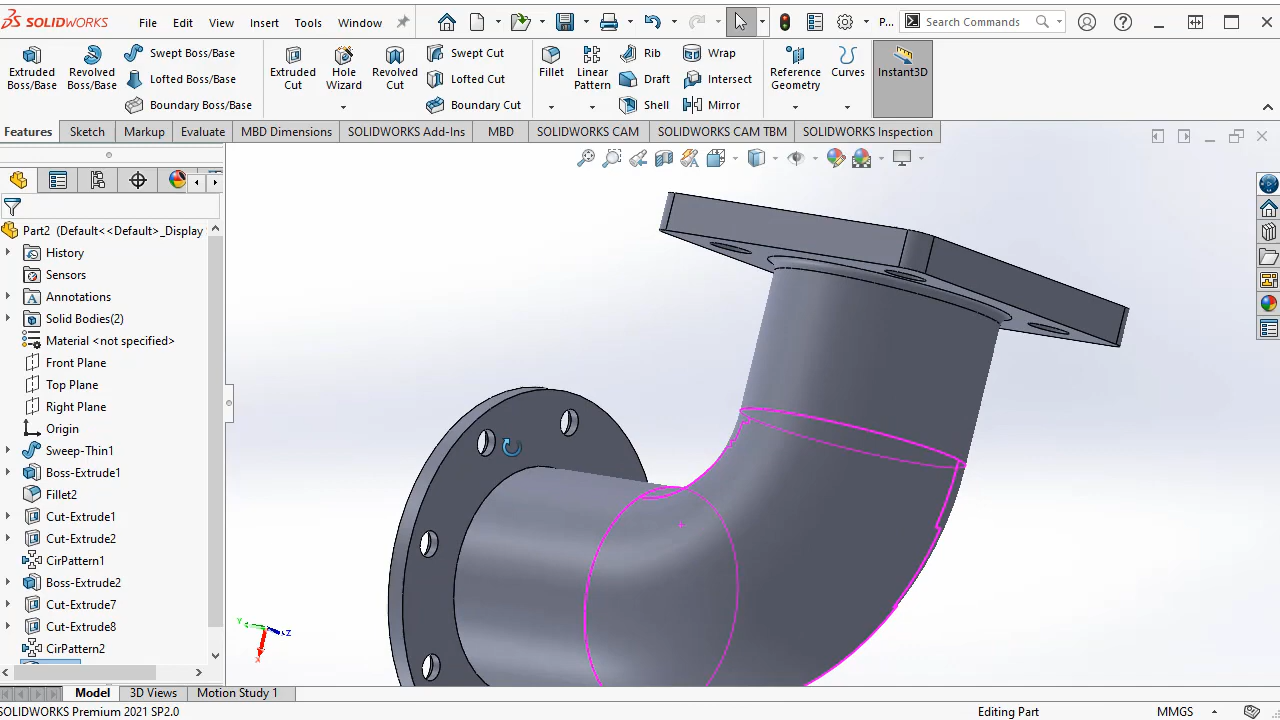 SOLIDWORKS File Edit View Insert Tools Window P... Search Commands
Extruded Boss/Base
Revolved Boss/Base
Swept Boss/Base
Lofted Boss/Base
Boundary Boss/Base
Extruded Cut
Hole Wizard
Revolved Cut
Swept Cut
Lofted Cut
Boundary Cut
Fillet
Linear Pattern
Rib
Draft
Shell
Wrap
Intersect
Mirror
Reference Geometry
Curves
Instant3D
Features Sketch Markup Evaluate MBD Dimensions SOLIDWORKS Add-Ins MBD SOLIDWORKS CAM SOLIDWORKS CAM TBM SOLIDWORKS Inspection
Part2 (Default<<Default>_Display
History
Sensors
Annotations
Solid Bodies(2)
Material <not specified>
Front Plane
Top Plane
Right Plane
Origin
Sweep-Thin1
Boss-Extrude1
Fillet2
Cut-Extrude1
Cut-Extrude2
CirPattern1
Boss-Extrude2
Cut-Extrude7
Cut-Extrude8
CirPattern2
Y Z
X
Model 3D Views Motion Study 1
SOLIDWORKS Premium 2021 SP2.0 Editing Part MMGS